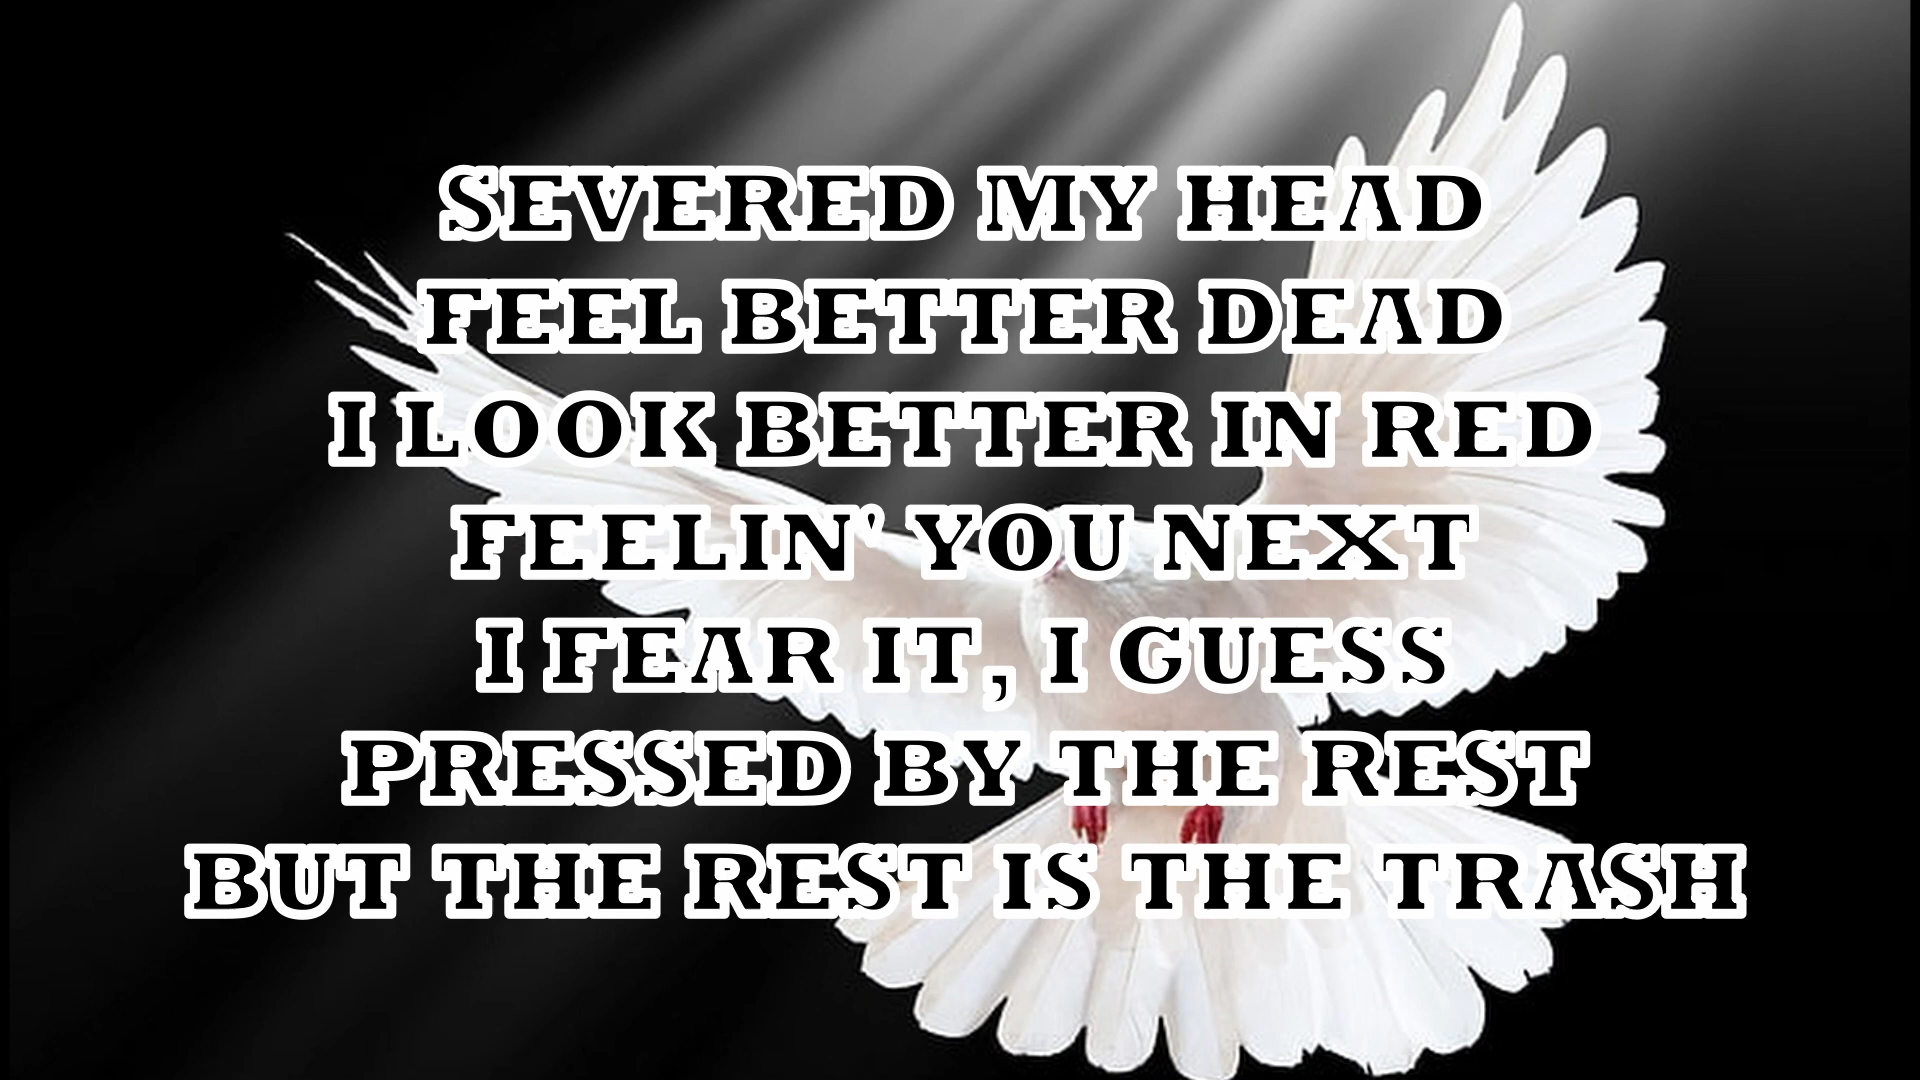 SEVERED MY HEAD
FEEL BETTER DEAD
I LOOK BETTER IN RED
FEELIN' YOU NEXT
I FEAR IT, I GUESS
PRESSED BY THE REST
BUT THE REST IS THE TRASH